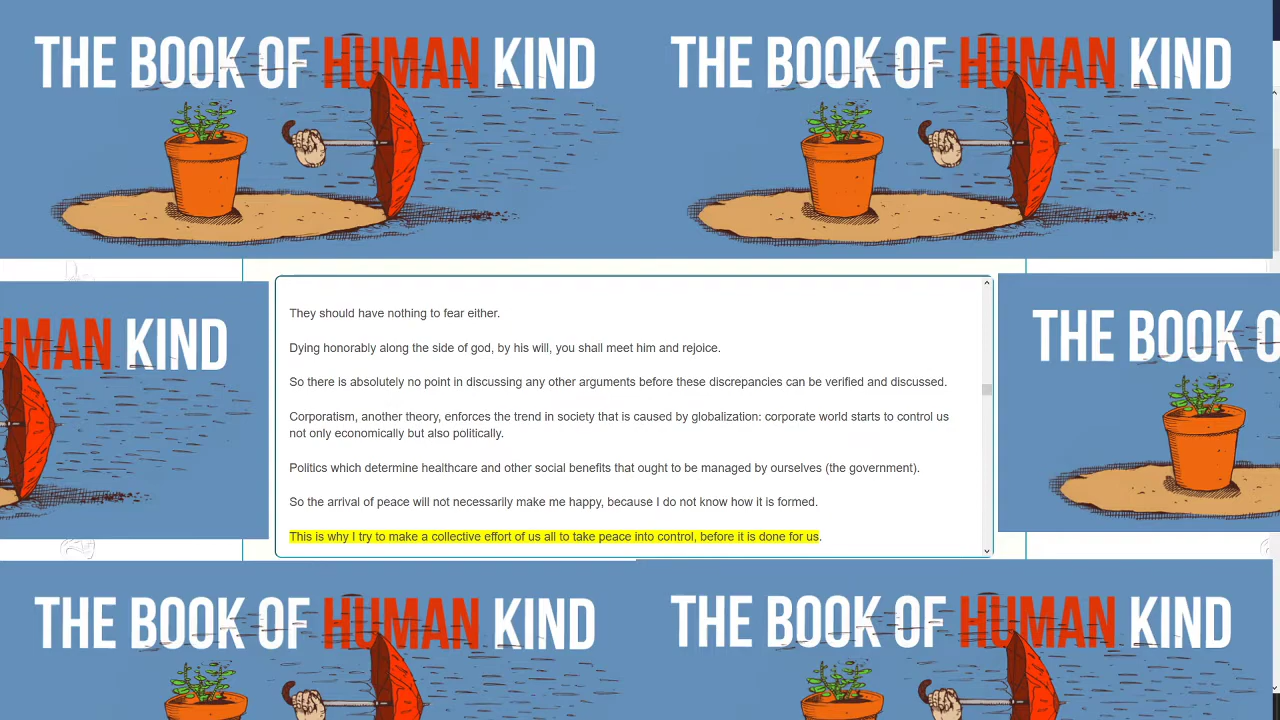 THE BOOK OF HUMAN KIND
THE BOOK OF HUMAN KIND
They should have nothing to fear either.
Dying honorably along the side of god, by his will, you shall meet him and rejoice.
So there is absolutely no point in discussing any other arguments before these discrepancies can be verified and discussed.
Corporatism, another theory, enforces the trend in society that is caused by globalization: corporate world starts to control us
not only economically but also politically.
Politics which determine healthcare and other social benefits that ought to be managed by ourselves (the government).
So the arrival of peace will not necessarily make me happy, because I do not know how it is formed.
This is why I try to make a collective effort of us all to take peace into control, before it is done for us.
UMAN KIND
THE BOOK O
THE BOOK OF HUMAN KIND
THE BOOK OF HUMAN KIND